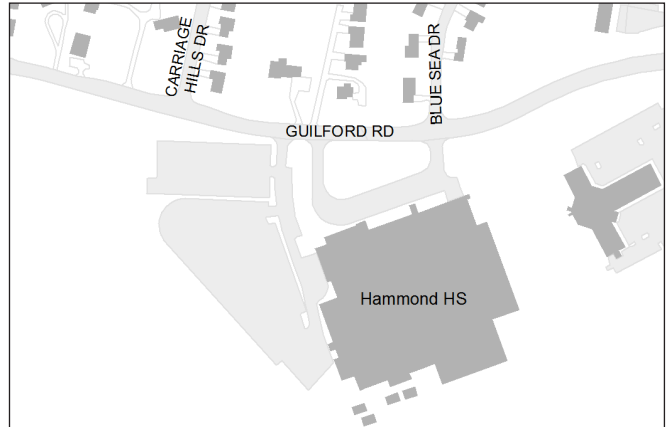 CARRIAGE
HILLS DR
BLUE SEA DR
GUILFORD RD
Hammond HS